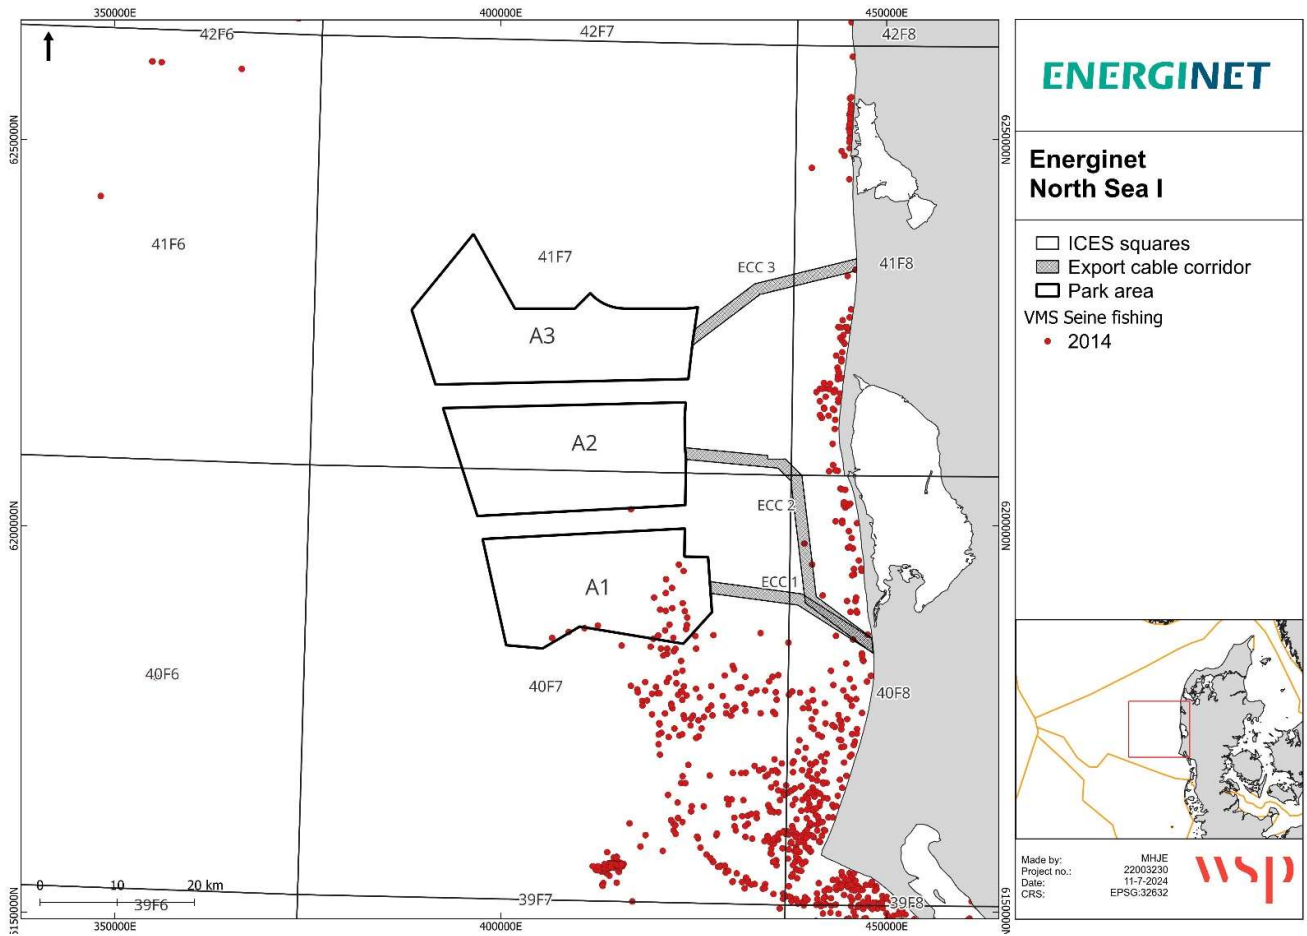 350000E
400000E
450000E
42F6
42F7
42F8
6250000N
6250000N
41F6
41F7
41F8
ECC 3
A3
A2
6200000N
6200000N
ECC 2
ECC 1
A1
40F6
40F7
40F8
0 10 20 km
39F6
39F7
39F8
6150000N
6150000N
350000E
400000E
450000E
ENERGINET
Energinet
North Sea I
ICES squares
Export cable corridor
Park area
VMS Seine fishing
2014
Made by: MHJE
Project no.: 22003230
Date: 11-7-2024
CRS: EPSG:32632
wsp